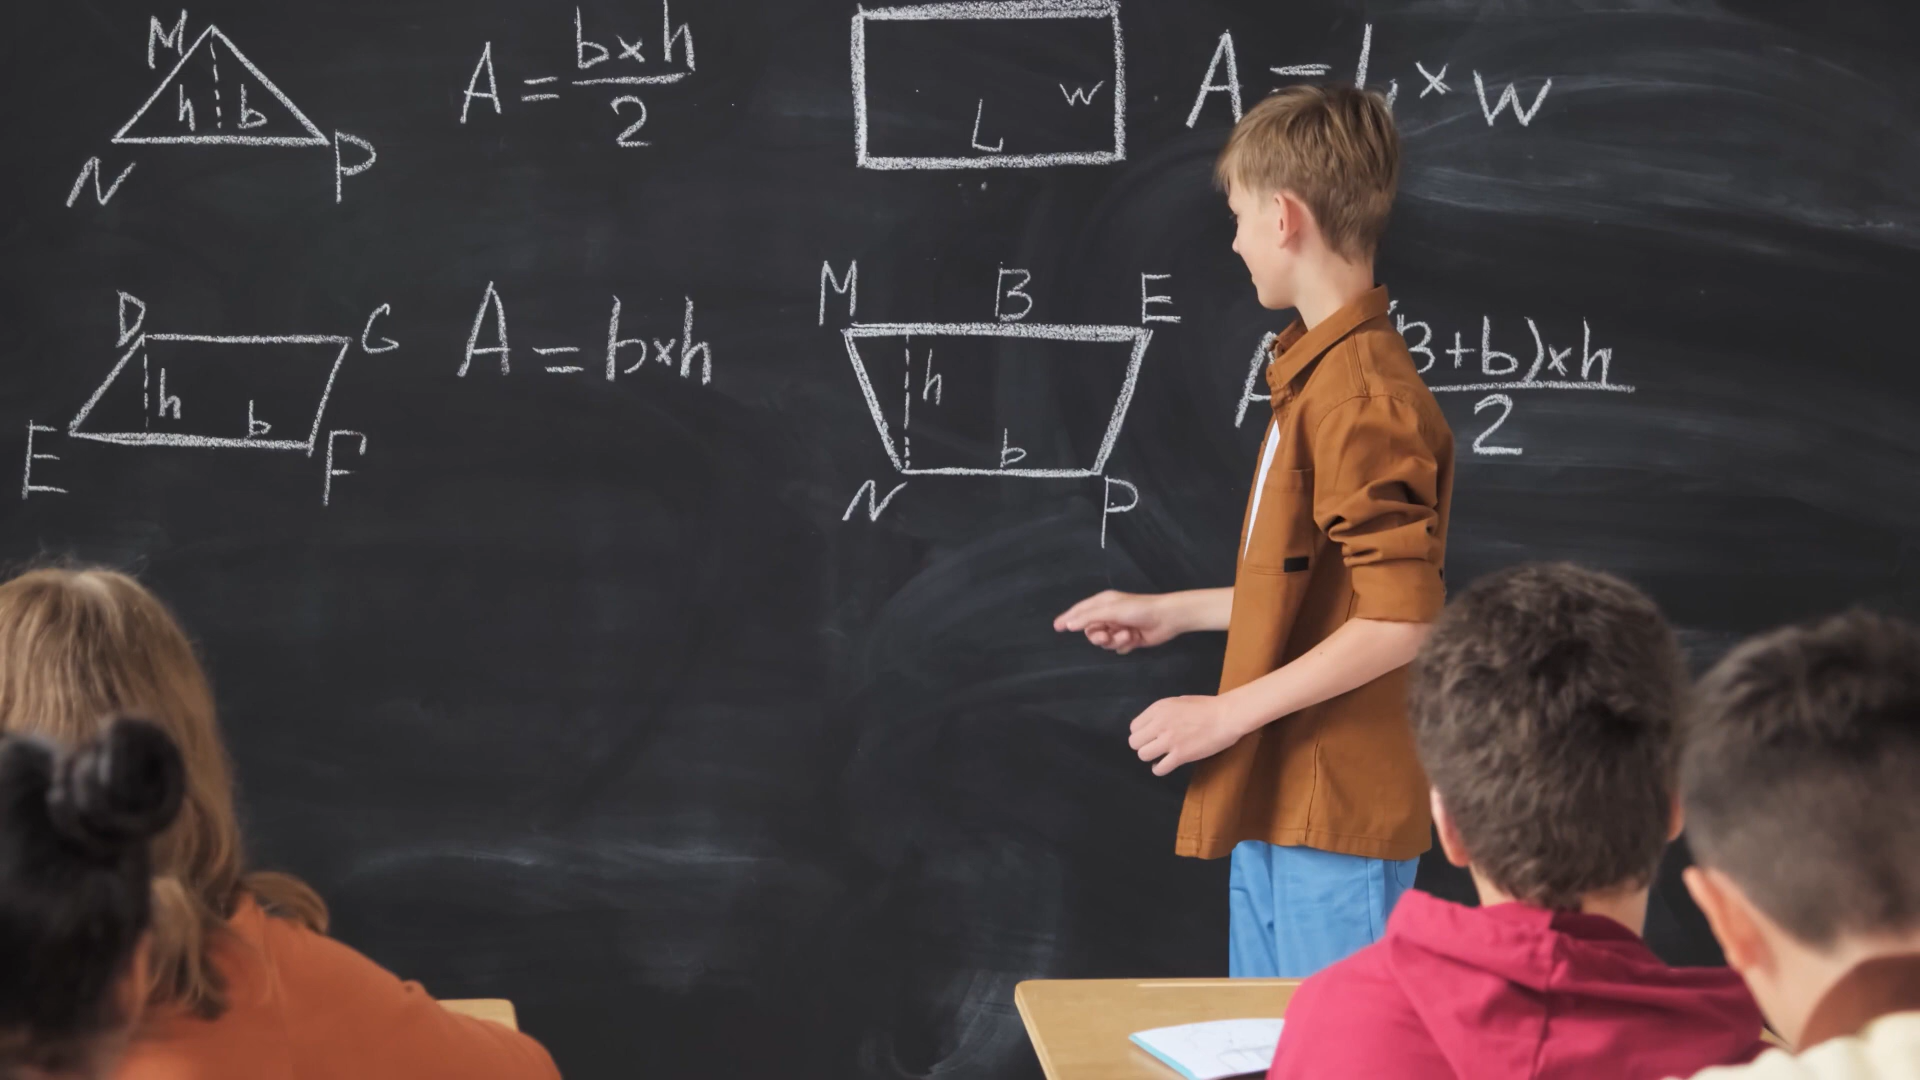 M
h b
N P
A = b×h / 2
L W
A = L × W
D G
h b
E F
A = b×h
M B E
h
b
N P
A
B+b)×h / 2